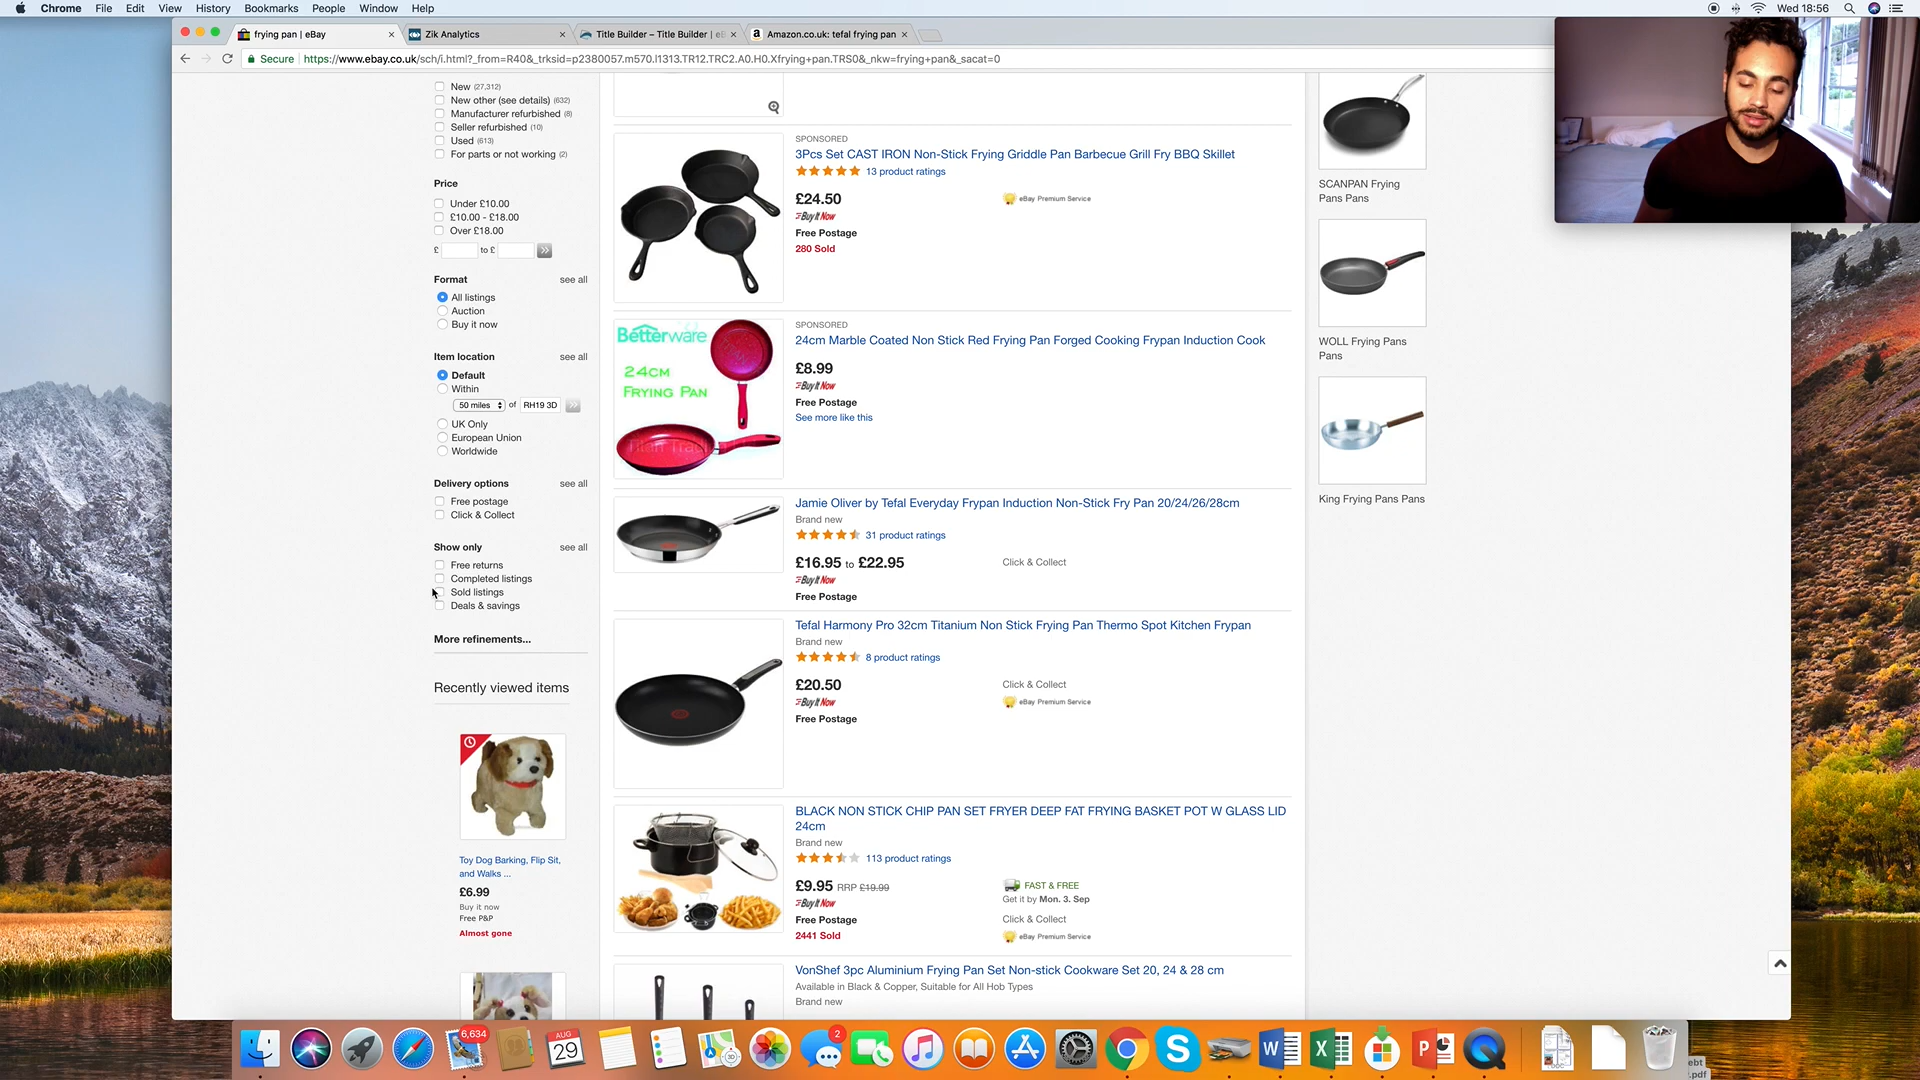 Chrome File Edit View History Bookmarks People Window Help
Wed 18:56
frying pan | eBay
Zik Analytics
Title Builder – Title Builder | eB
Amazon.co.uk: tefal frying pan
Secure https://www.ebay.co.uk/sch/i.html?_from=R40&_trksid=p2380057.m570.l1313.TR12.TRC2.A0.H0.Xfrying+pan.TRS0&_nkw=frying+pan&_sacat=0
New (27,312)
New other (see details) (632)
Manufacturer refurbished (8)
Seller refurbished (10)
Used (613)
For parts or not working (2)
Price
Under £10.00
£10.00 - £18.00
Over £18.00
£ to £
Format see all
All listings
Auction
Buy it now
Item location see all
Default
Within
50 miles of RH19 3D
UK Only
European Union
Worldwide
Delivery options see all
Free postage
Click & Collect
Show only see all
Free returns
Completed listings
Sold listings
Deals & savings
More refinements...
Recently viewed items
Toy Dog Barking, Flip Sit,
and Walks ...
£6.99
Buy it now
Free P&P
Almost gone
SPONSORED
3Pcs Set CAST IRON Non-Stick Frying Griddle Pan Barbecue Grill Fry BBQ Skillet
13 product ratings
£24.50
eBay Premium Service
Buy It Now
Free Postage
280 Sold
Betterware
24CM
FRYING PAN
SPONSORED
24cm Marble Coated Non Stick Red Frying Pan Forged Cooking Frypan Induction Cook
£8.99
Buy It Now
Free Postage
See more like this
Jamie Oliver by Tefal Everyday Frypan Induction Non-Stick Fry Pan 20/24/26/28cm
Brand new
31 product ratings
£16.95 to £22.95
Click & Collect
Buy It Now
Free Postage
Tefal Harmony Pro 32cm Titanium Non Stick Frying Pan Thermo Spot Kitchen Frypan
Brand new
8 product ratings
£20.50
Click & Collect
Buy It Now
eBay Premium Service
Free Postage
BLACK NON STICK CHIP PAN SET FRYER DEEP FAT FRYING BASKET POT W GLASS LID
24cm
Brand new
113 product ratings
£9.95 RRP £19.99
FAST & FREE
Buy It Now
Get it by Mon. 3. Sep
Free Postage
Click & Collect
2441 Sold
eBay Premium Service
VonShef 3pc Aluminium Frying Pan Set Non-stick Cookware Set 20, 24 & 28 cm
Available in Black & Copper, Suitable for All Hob Types
Brand new
SCANPAN Frying
Pans Pans
WOLL Frying Pans
Pans
King Frying Pans Pans
6,634
AUG
29
2
W
X
P
S
ebt
.pdf